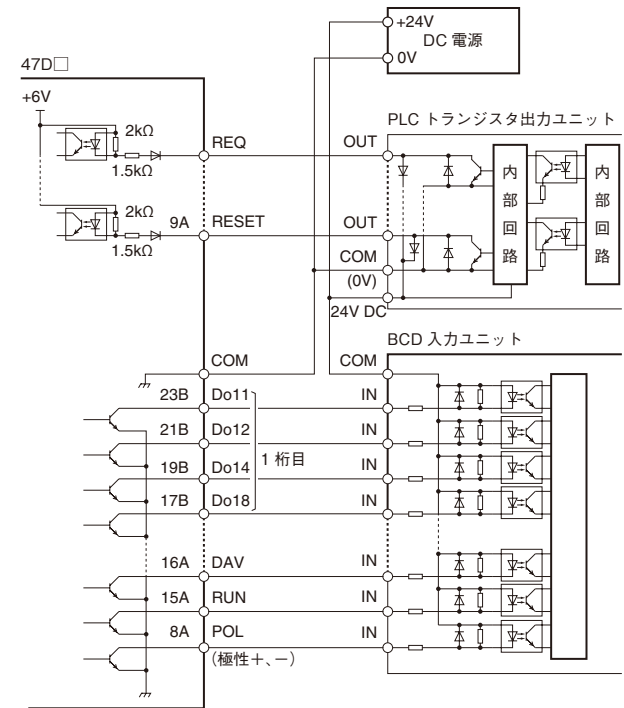 +24V
DC 電源
0V
47D□
+6V
2kΩ
1.5kΩ
REQ
OUT
PLC トランジスタ出力ユニット
内部回路
内部回路
2kΩ
1.5kΩ
9A
RESET
OUT
COM
(0V)
24V DC
BCD 入力ユニット
COM
COM
23B
Do11
IN
21B
Do12
IN
1 桁目
19B
Do14
IN
17B
Do18
IN
16A
DAV
IN
15A
RUN
IN
8A
POL
IN
(極性+、−)